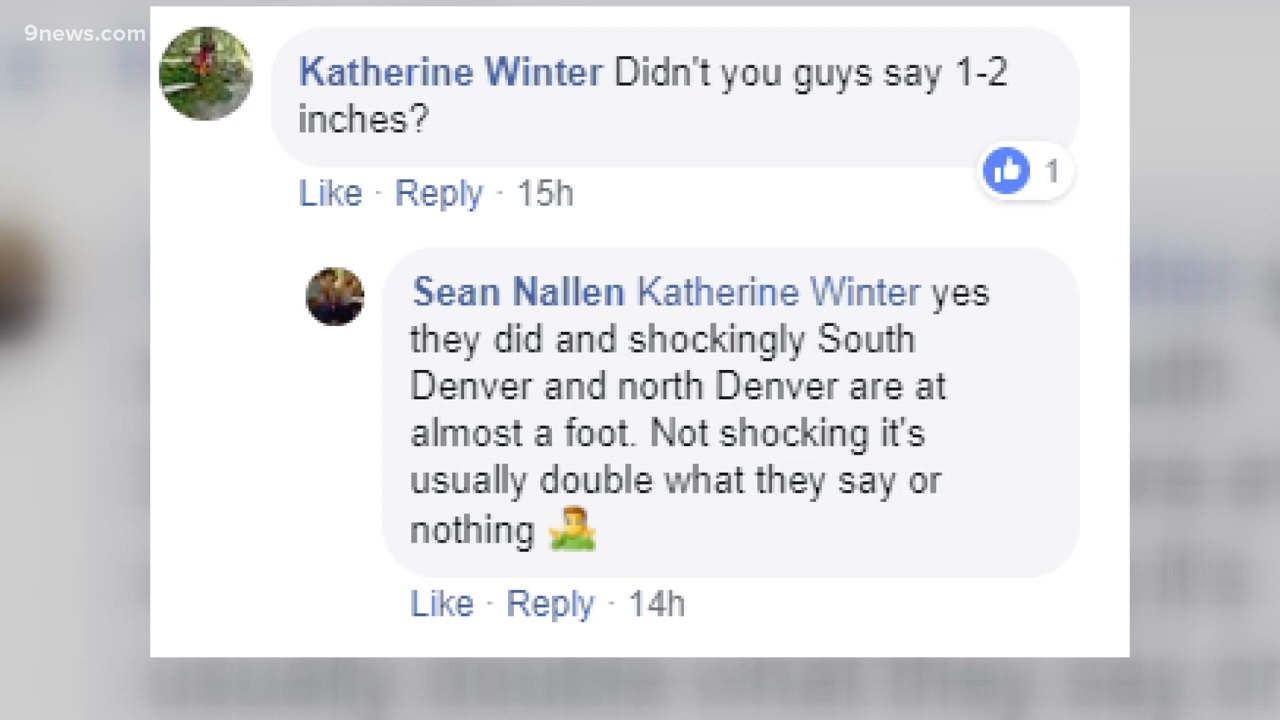 9news.com
Katherine Winter Didn't you guys say 1-2
inches?
1
Like · Reply · 15h
Sean Nallen Katherine Winter yes
they did and shockingly South
Denver and north Denver are at
almost a foot. Not shocking it's
usually double what they say or
nothing 🤷‍♂️
Like · Reply · 14h